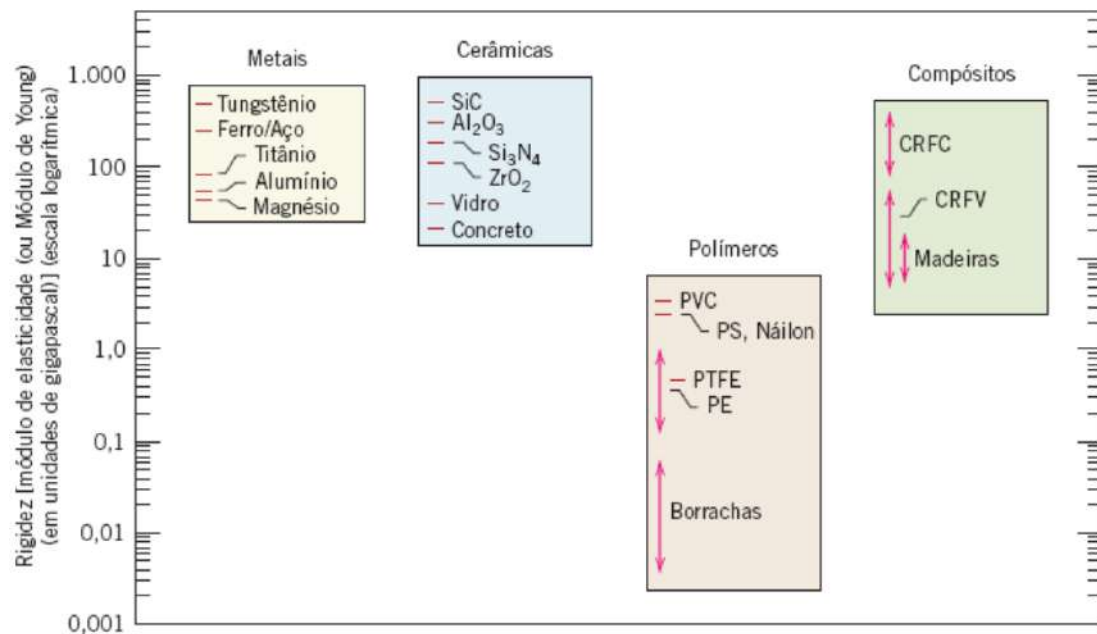 Rigidez [módulo de elasticidade (ou Módulo de Young)
(em unidades de gigapascal)] (escala logarítmica)
1.000
100
10
1,0
0,1
0,01
0,001
Metais
Tungstênio
Ferro/Aço
Titânio
Alumínio
Magnésio
Cerâmicas
SiC
Al₂O₃
Si₃N₄
ZrO₂
Vidro
Concreto
Polímeros
PVC
PS, Náilon
PTFE
PE
Borrachas
Compósitos
CRFC
CRFV
Madeiras